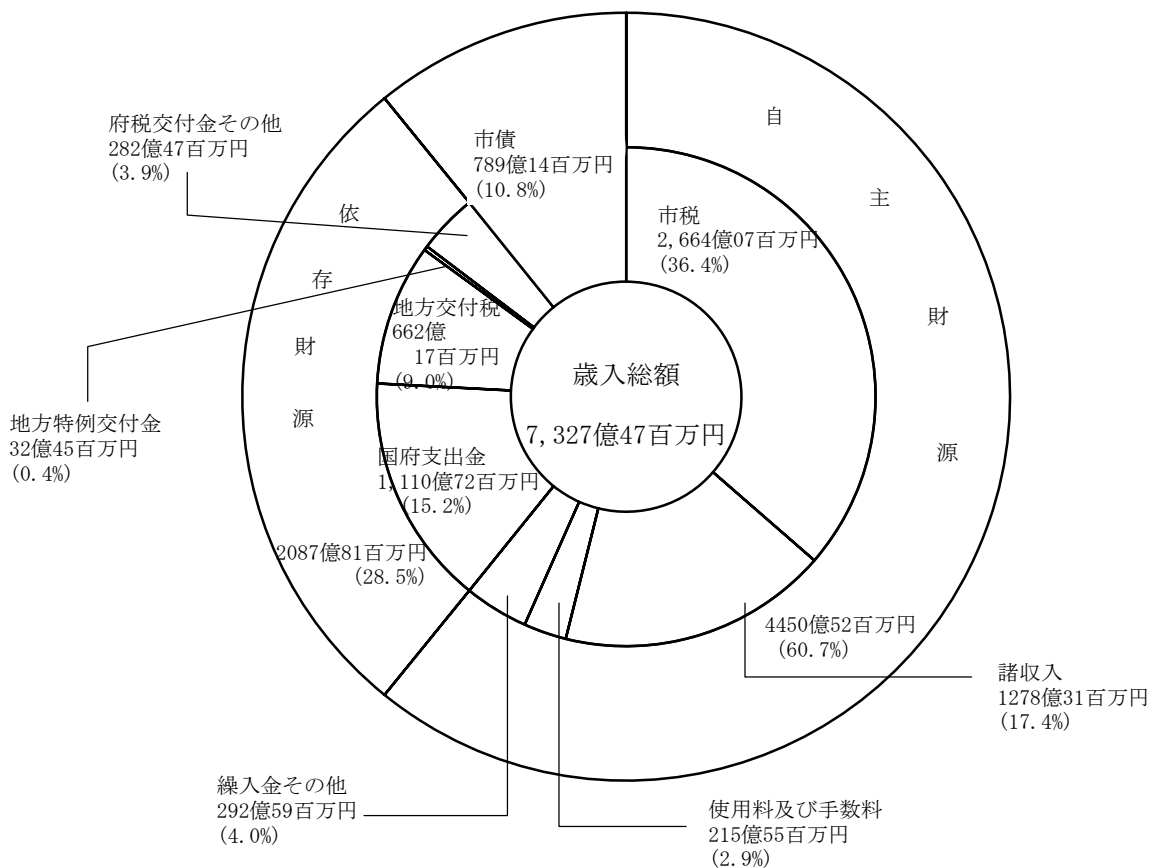 府税交付金その他
282億47百万円
(3.9%)
市債
789億14百万円
(10.8%)
自
主
財
源
市税
2,664億07百万円
(36.4%)
依
存
財
源
地方交付税
662億
17百万円
(9.0%)
歳入総額
7,327億47百万円
地方特例交付金
32億45百万円
(0.4%)
国府支出金
1,110億72百万円
(15.2%)
2087億81百万円
(28.5%)
4450億52百万円
(60.7%)
諸収入
1278億31百万円
(17.4%)
繰入金その他
292億59百万円
(4.0%)
使用料及び手数料
215億55百万円
(2.9%)